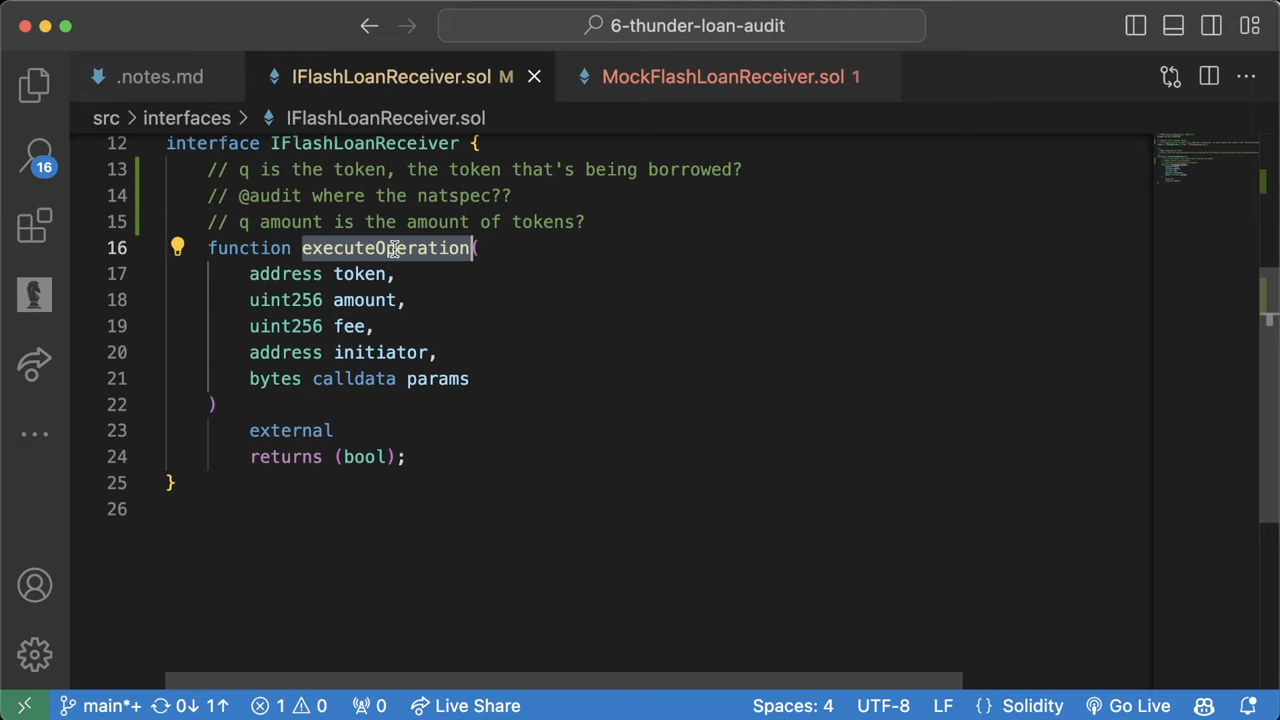 6-thunder-loan-audit
.notes.md
IFlashLoanReceiver.sol M
MockFlashLoanReceiver.sol 1
src > interfaces > IFlashLoanReceiver.sol
16
12 interface IFlashLoanReceiver {
13 // q is the token, the token that's being borrowed?
14 // @audit where the natspec??
15 // q amount is the amount of tokens?
16 function executeOperation(
17 address token,
18 uint256 amount,
19 uint256 fee,
20 address initiator,
21 bytes calldata params
22 )
23 external
24 returns (bool);
25 }
26
main*+ 0↓ 1↑ 1 0 0 Live Share Spaces: 4 UTF-8 LF {} Solidity Go Live